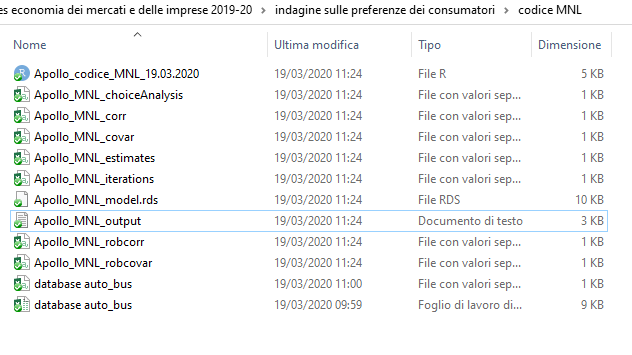 es economia dei mercati e delle imprese 2019-20 › indagine sulle preferenze dei consumatori › codice MNL
Nome Ultima modifica Tipo Dimensione
Apollo_codice_MNL_19.03.2020 19/03/2020 11:24 File R 5 KB
Apollo_MNL_choiceAnalysis 19/03/2020 11:24 File con valori sep... 1 KB
Apollo_MNL_corr 19/03/2020 11:24 File con valori sep... 1 KB
Apollo_MNL_covar 19/03/2020 11:24 File con valori sep... 1 KB
Apollo_MNL_estimates 19/03/2020 11:24 File con valori sep... 1 KB
Apollo_MNL_iterations 19/03/2020 11:24 File con valori sep... 1 KB
Apollo_MNL_model.rds 19/03/2020 11:24 File RDS 10 KB
Apollo_MNL_output 19/03/2020 11:24 Documento di testo 3 KB
Apollo_MNL_robcorr 19/03/2020 11:24 File con valori sep... 1 KB
Apollo_MNL_robcovar 19/03/2020 11:24 File con valori sep... 1 KB
database auto_bus 19/03/2020 11:00 File con valori sep... 1 KB
database auto_bus 19/03/2020 09:59 Foglio di lavoro di... 9 KB